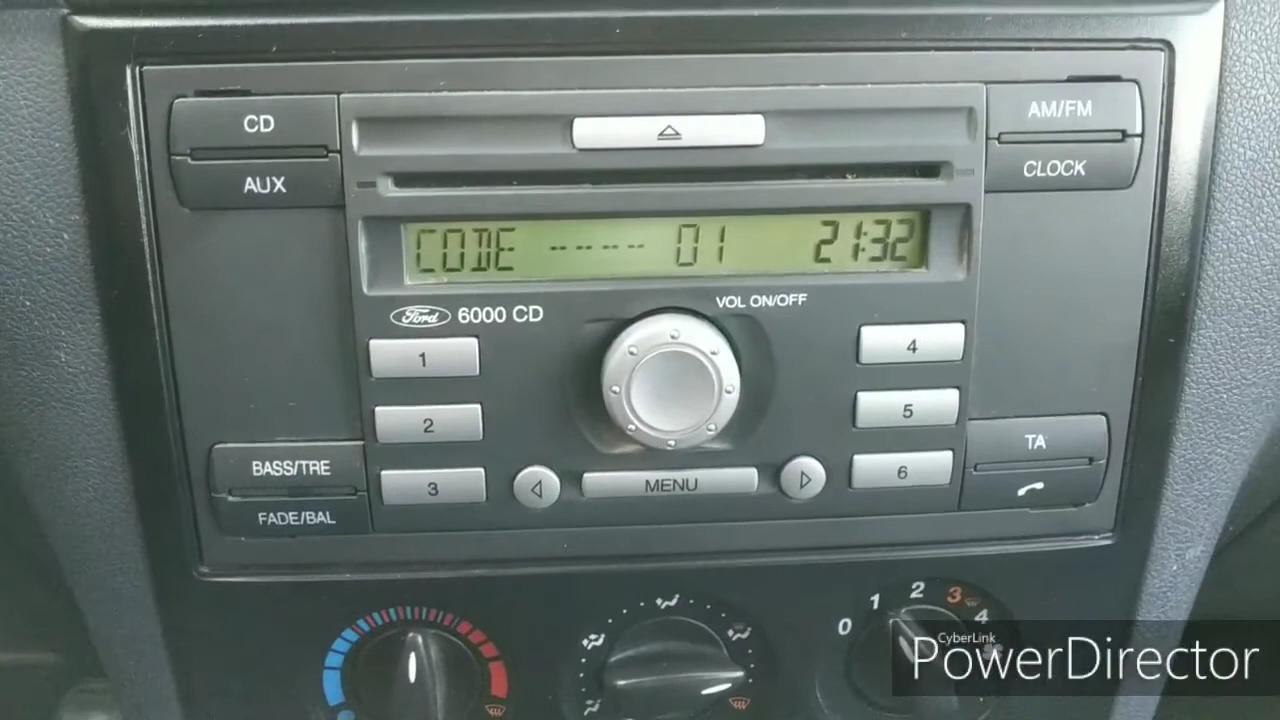 CD
AUX
AM/FM
CLOCK
CODE ----- 01 21:32
Ford 6000 CD
VOL ON/OFF
1
2
3
4
5
6
BASS/TRE
FADE/BAL
MENU
TA
0 1 2 3 4
CyberLink
PowerDirector